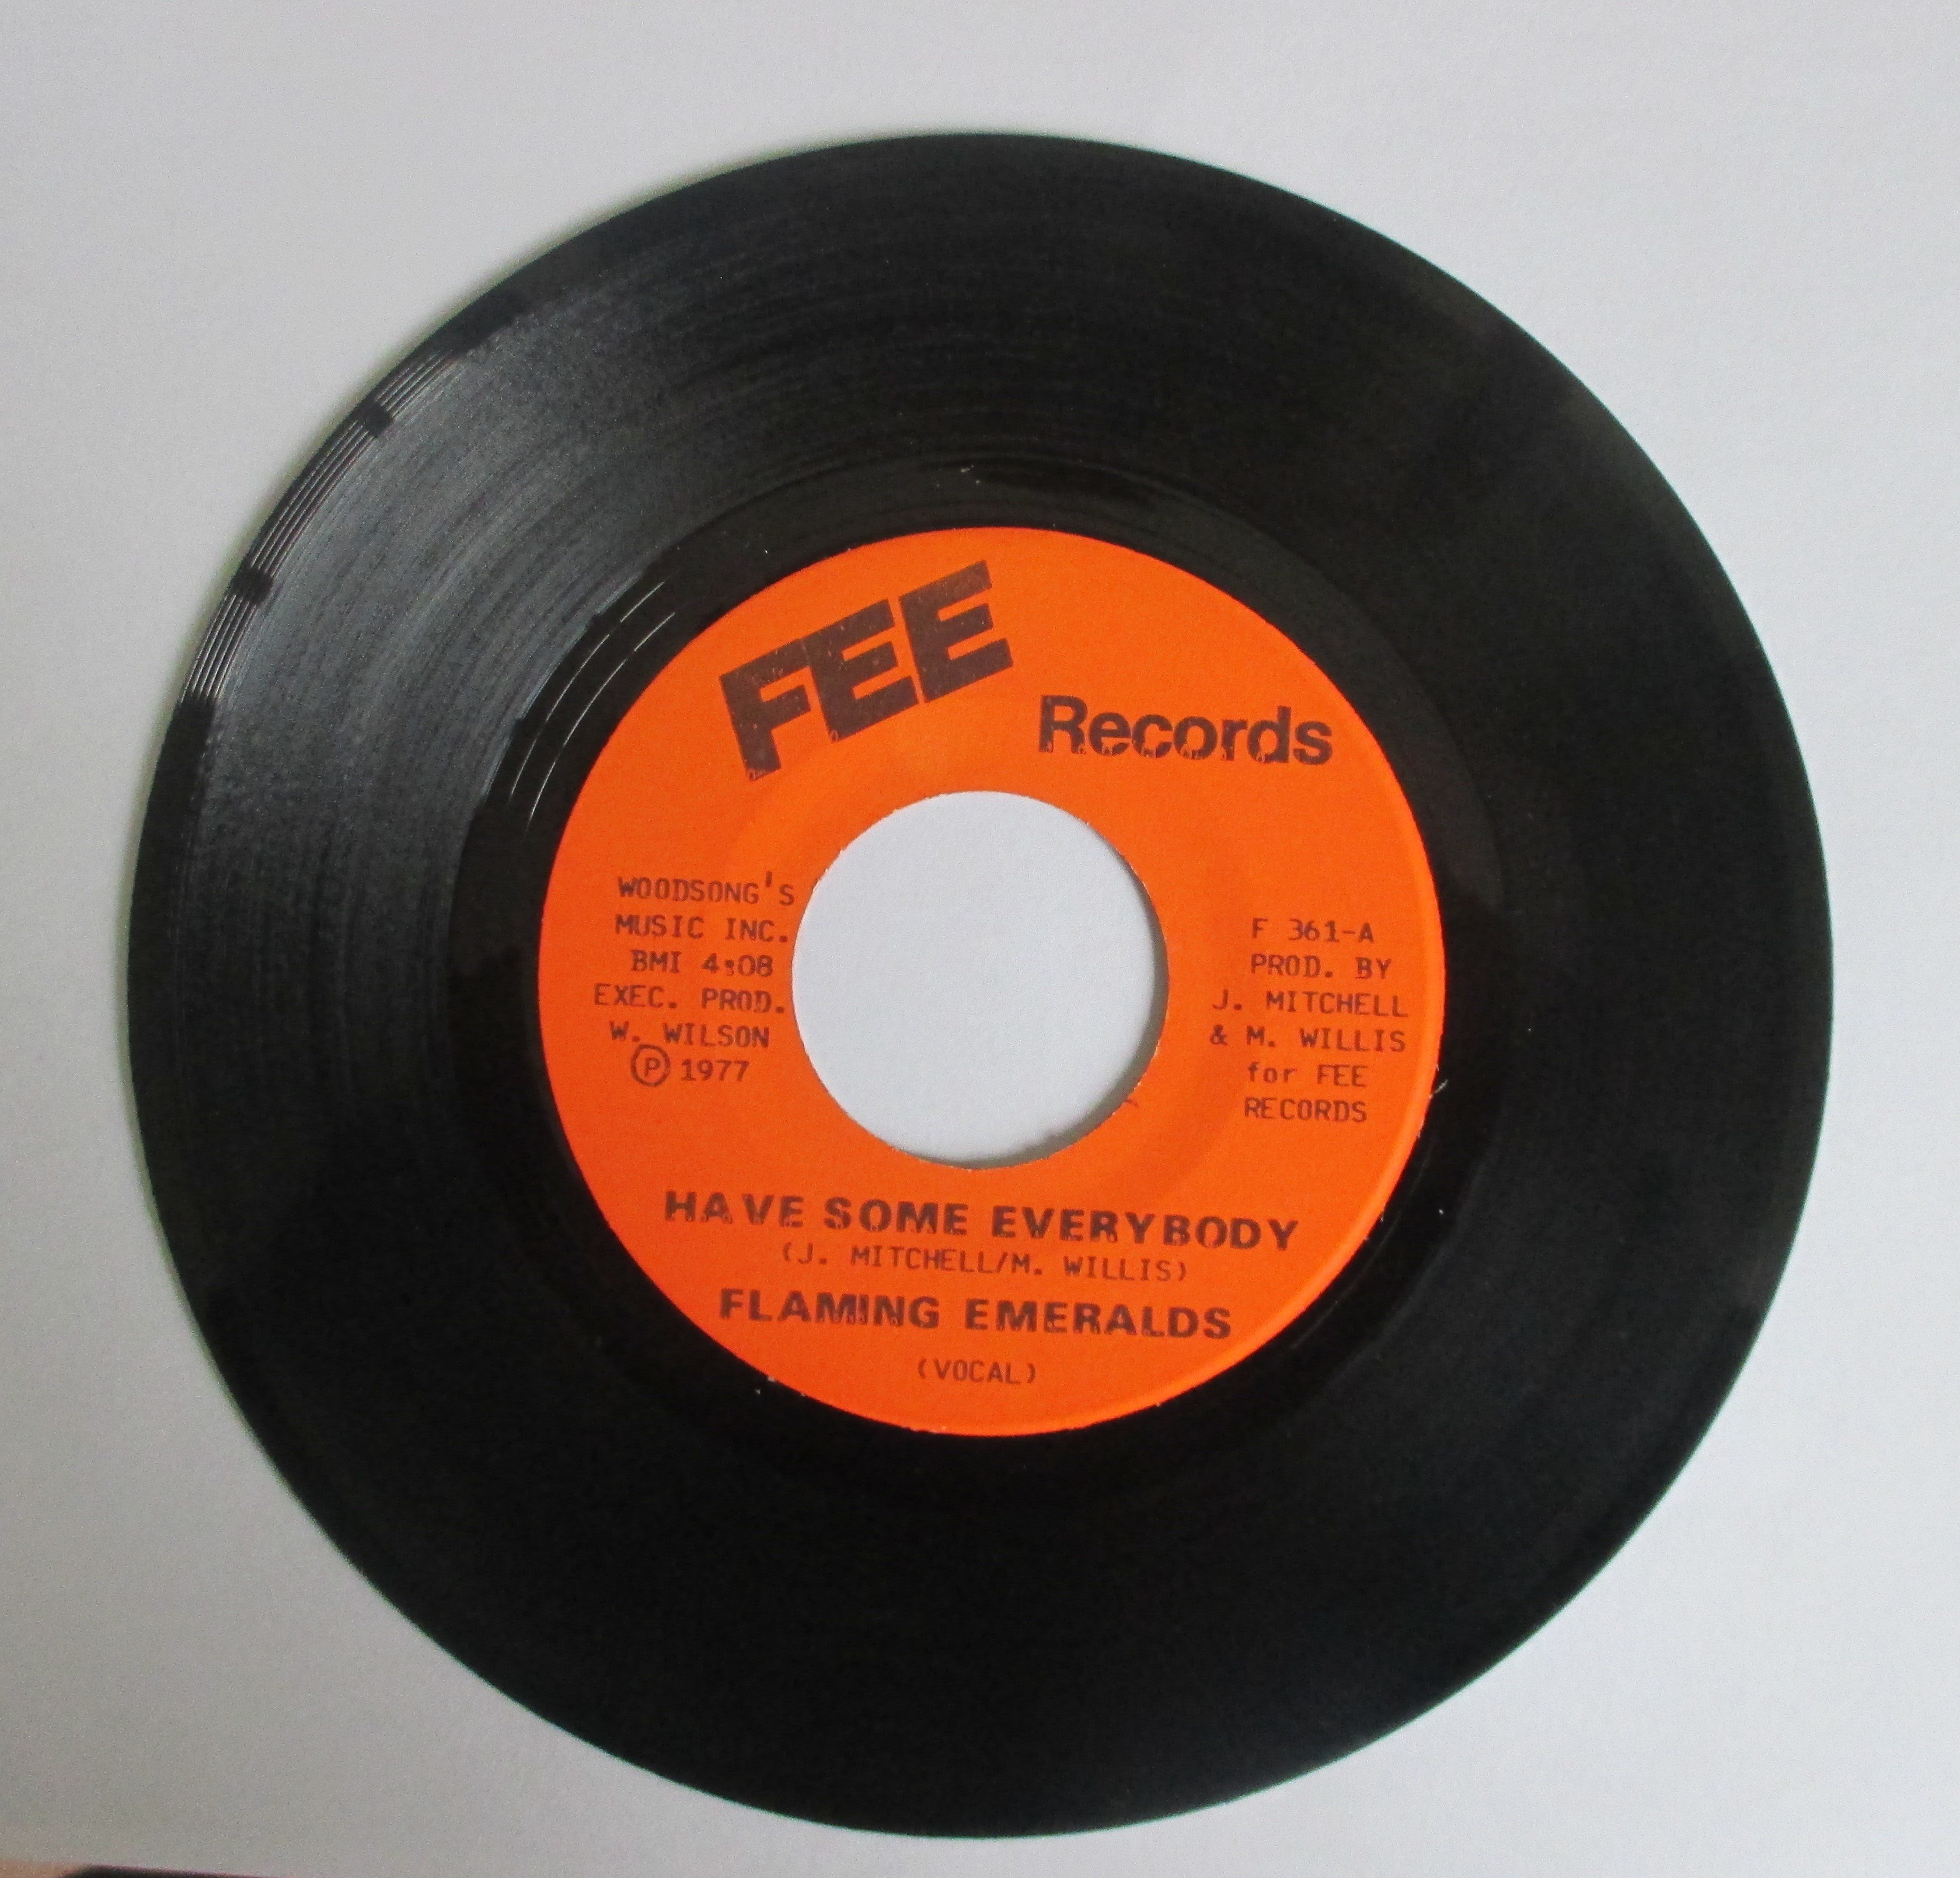 FEE
Records
WOODSONG'S
MUSIC INC.
BMI 4:08
EXEC. PROD.
W. WILSON
Ⓟ 1977
F 361-A
PROD. BY
J. MITCHELL
& M. WILLIS
for FEE
RECORDS
HAVE SOME EVERYBODY
(J. MITCHELL/M. WILLIS)
FLAMING EMERALDS
(VOCAL)